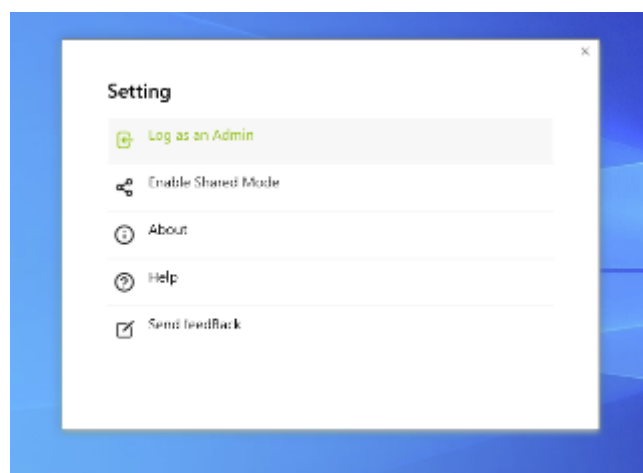 Setting
Log as an Admin
Enable Shared Mode
About
Help
Send feedBack